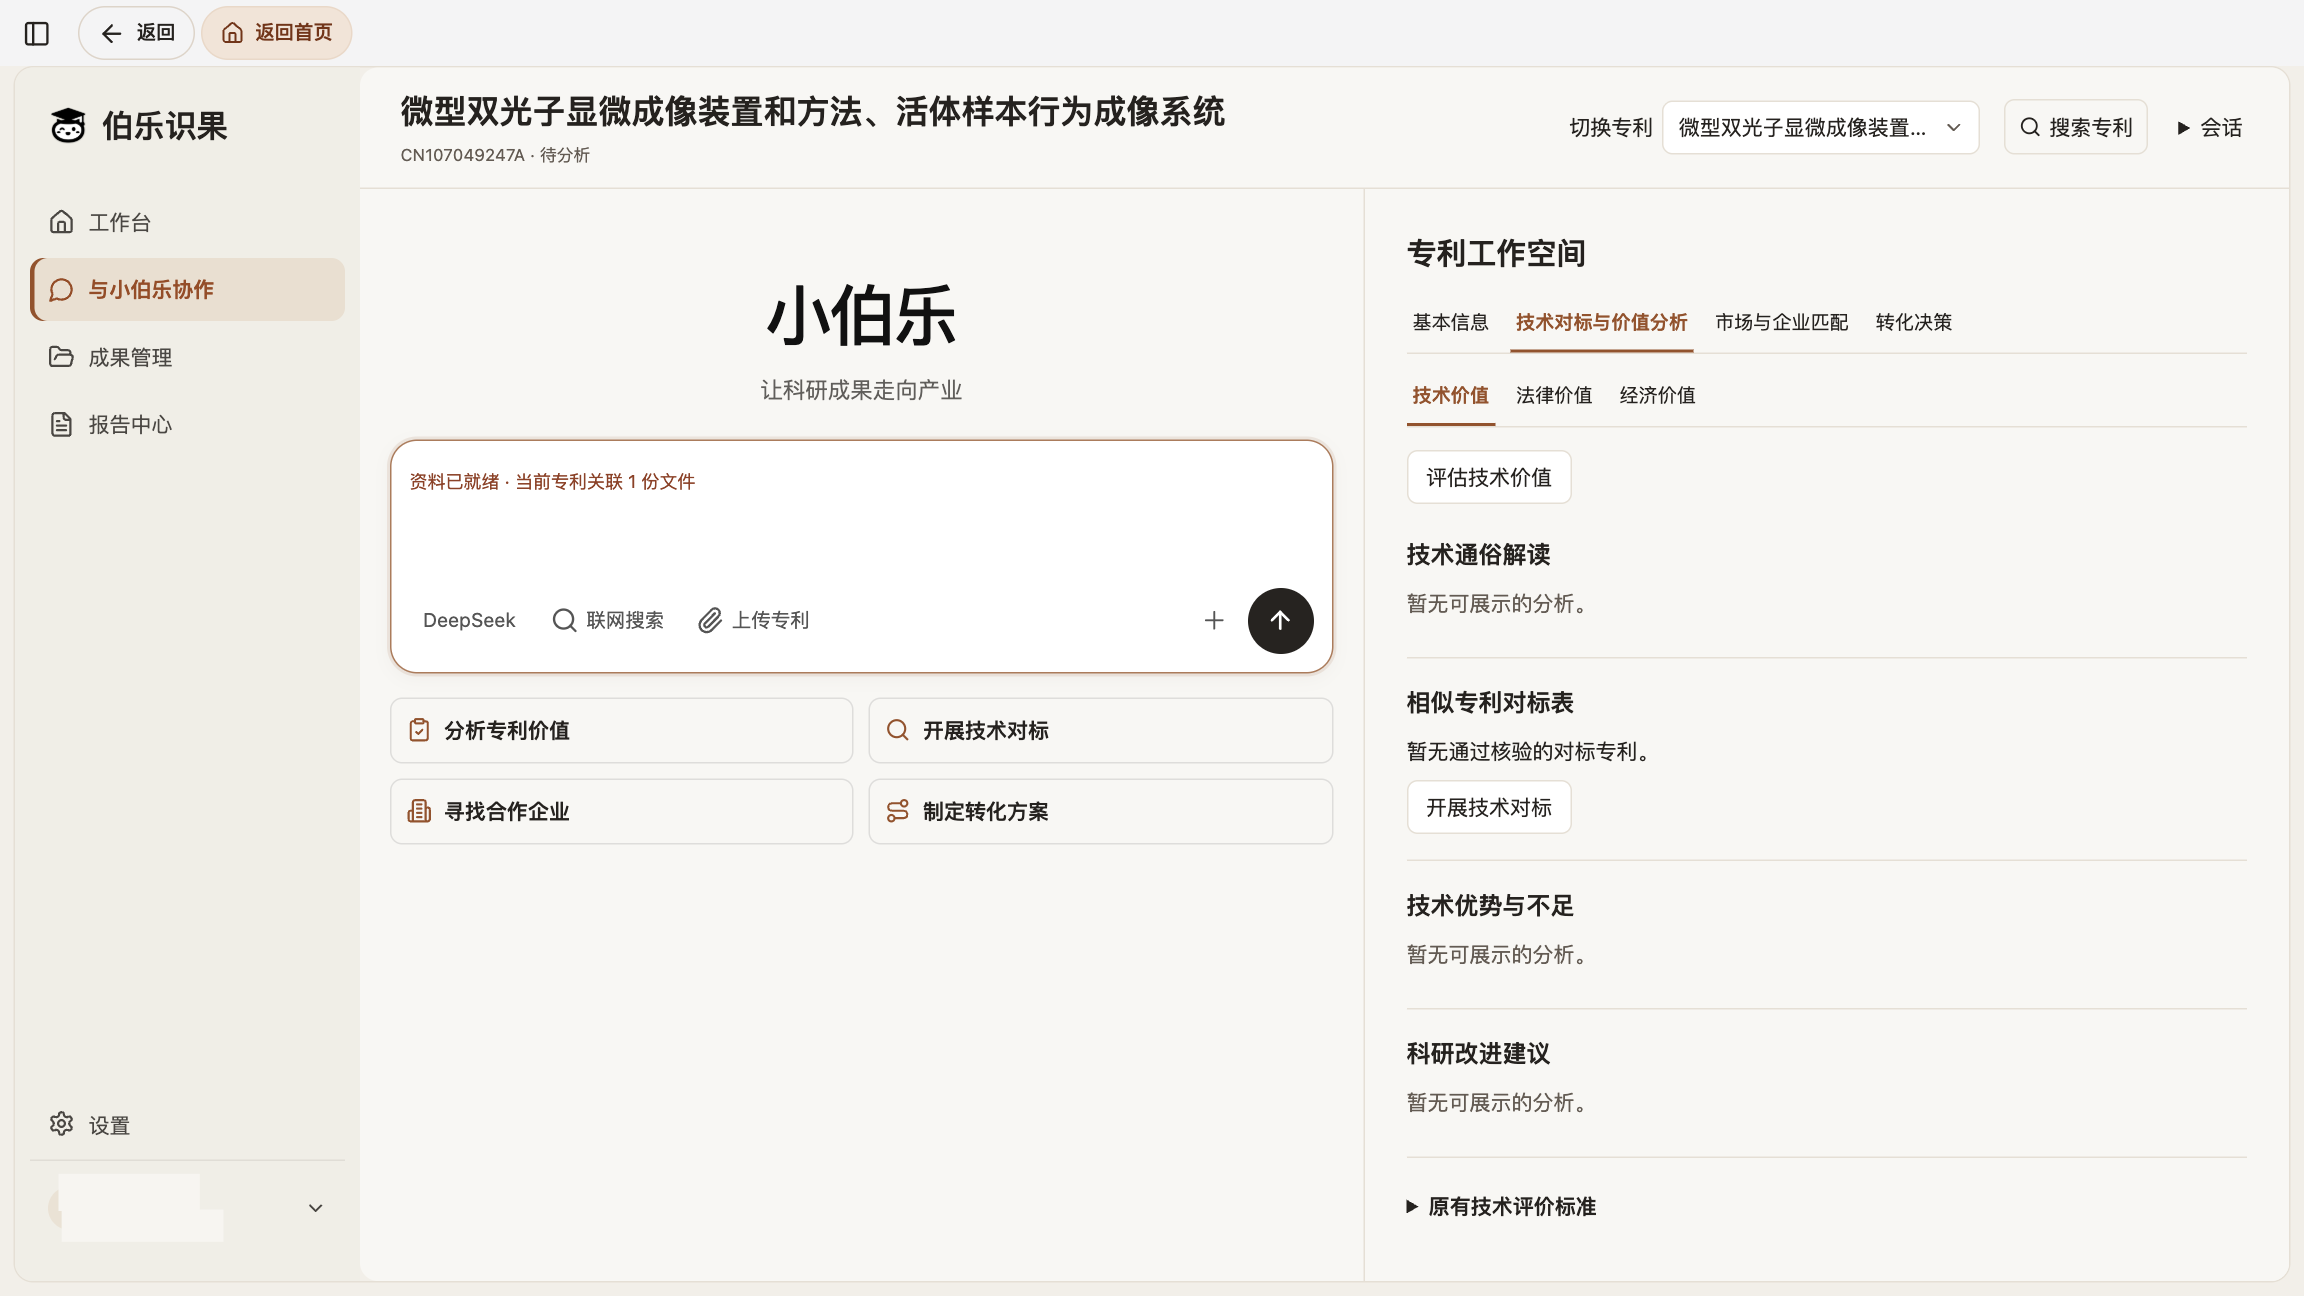 返回
返回首页
伯乐识果
工作台
与小伯乐协作
成果管理
报告中心
设置
微型双光子显微成像装置和方法、活体样本行为成像系统
CN107049247A · 待分析
切换专利
微型双光子显微成像装置...
搜索专利
▶ 会话
小伯乐
让科研成果走向产业
资料已就绪 · 当前专利关联 1 份文件
DeepSeek
联网搜索
上传专利
分析专利价值
开展技术对标
寻找合作企业
制定转化方案
专利工作空间
基本信息
技术对标与价值分析
市场与企业匹配
转化决策
技术价值
法律价值
经济价值
评估技术价值
技术通俗解读
暂无可展示的分析。
相似专利对标表
暂无通过核验的对标专利。
开展技术对标
技术优势与不足
暂无可展示的分析。
科研改进建议
暂无可展示的分析。
▶ 原有技术评价标准